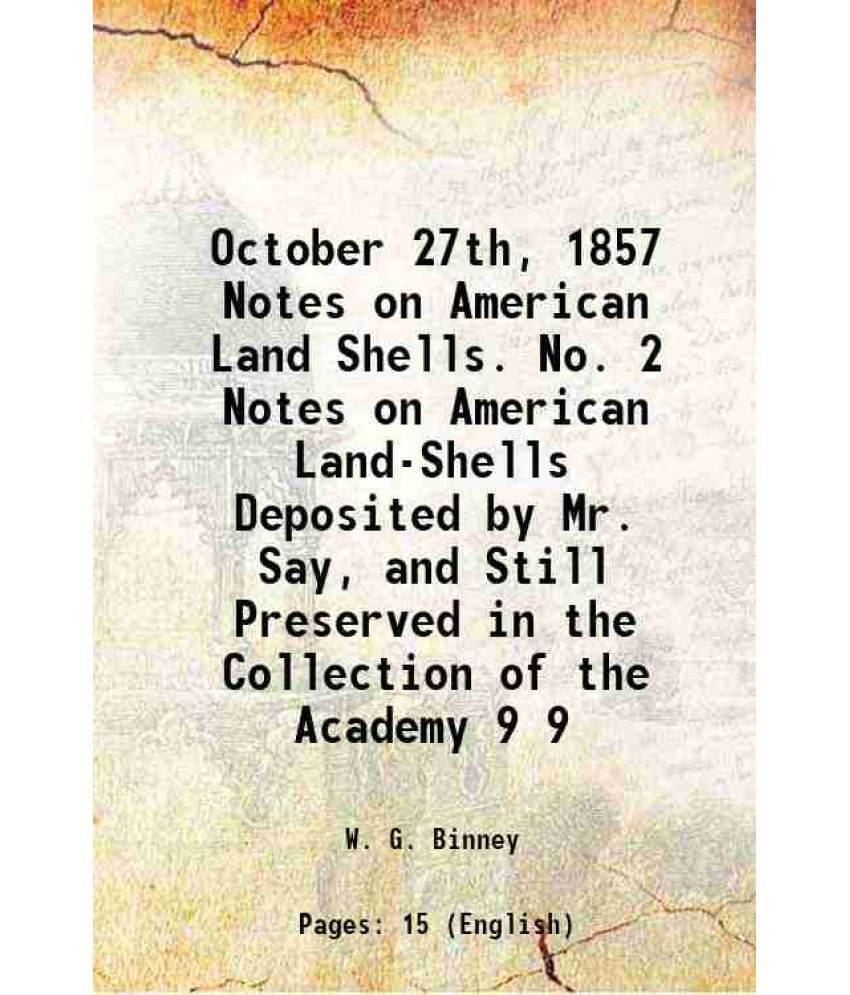 October 27th, 1857
Notes on American
Land Shells. No. 2
Notes on American
Land-Shells
Deposited by Mr.
Say, and Still
Preserved in the
Collection of the
Academy 9 9
W. G. Binney
Pages: 15 (English)